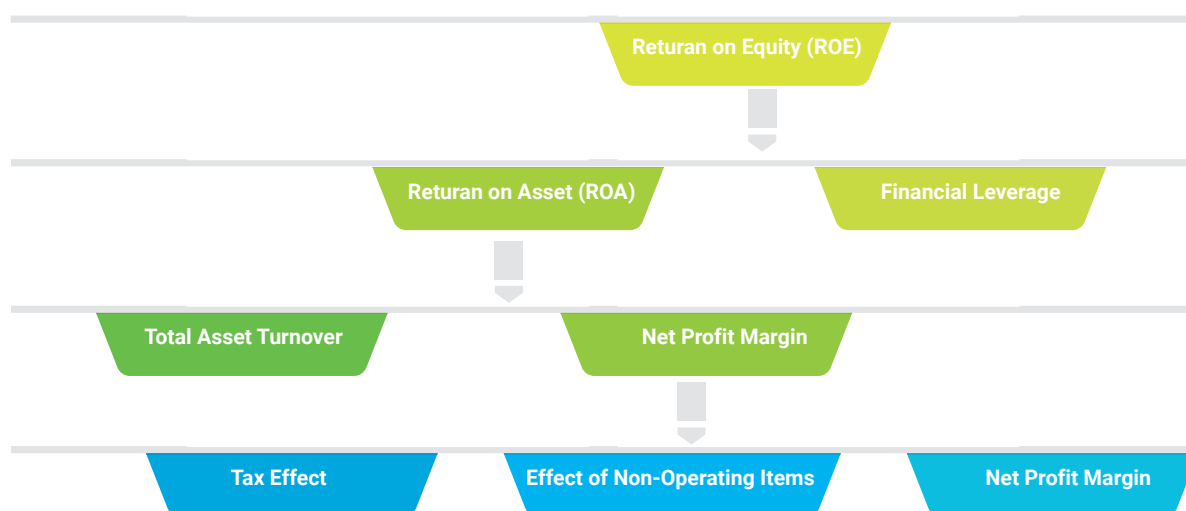 Returan on Equity (ROE)
Returan on Asset (ROA)
Financial Leverage
Total Asset Turnover
Net Profit Margin
Tax Effect
Effect of Non-Operating Items
Net Profit Margin